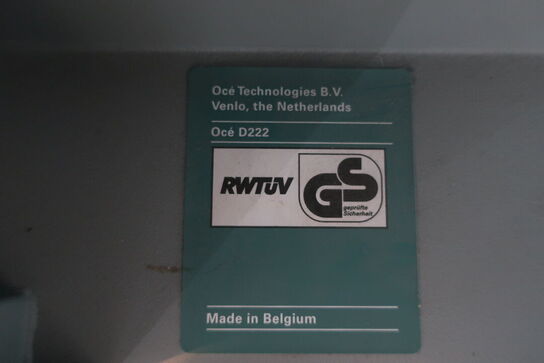 Océ Technologies B.V.
Venlo, the Netherlands
Océ D222
RWTÜV
GS
geprüfte
Sicherheit
Made in Belgium